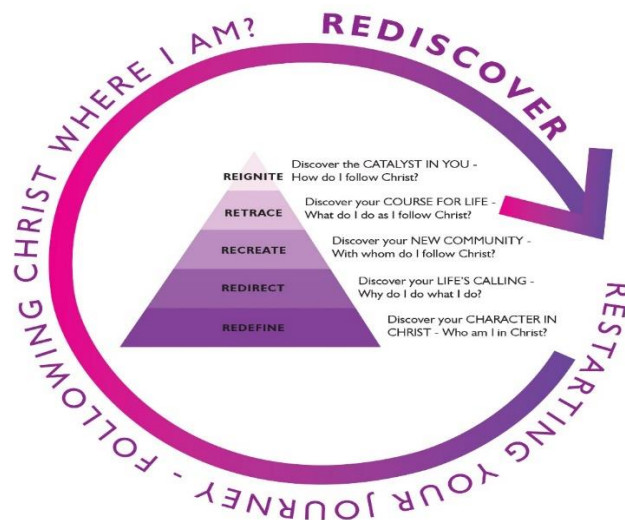 REDISCOVER
RESTARTING YOUR JOURNEY - FOLLOWING CHRIST WHERE I AM?
REIGNITE
Discover the CATALYST IN YOU -
How do I follow Christ?
RETRACE
Discover your COURSE FOR LIFE -
What do I do as I follow Christ?
RECREATE
Discover your NEW COMMUNITY -
With whom do I follow Christ?
REDIRECT
Discover your LIFE'S CALLING -
Why do I do what I do?
REDEFINE
Discover your CHARACTER IN
CHRIST - Who am I in Christ?